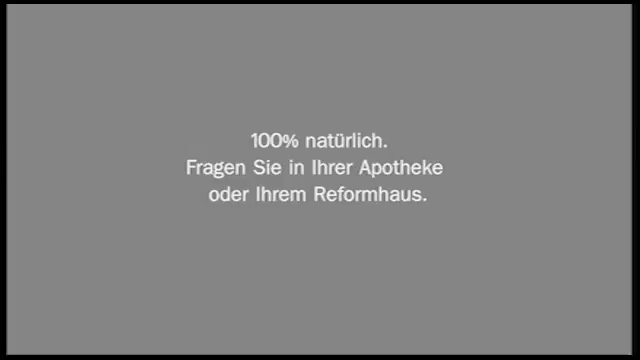 100% natürlich.
Fragen Sie in Ihrer Apotheke
oder Ihrem Reformhaus.